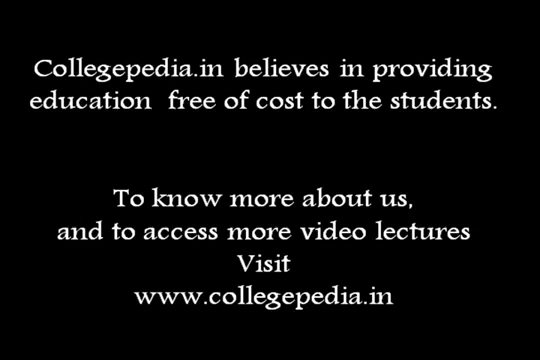 Collegepedia.in believes in providing
education free of cost to the students.
To know more about us,
and to access more video lectures
Visit
www.collegepedia.in